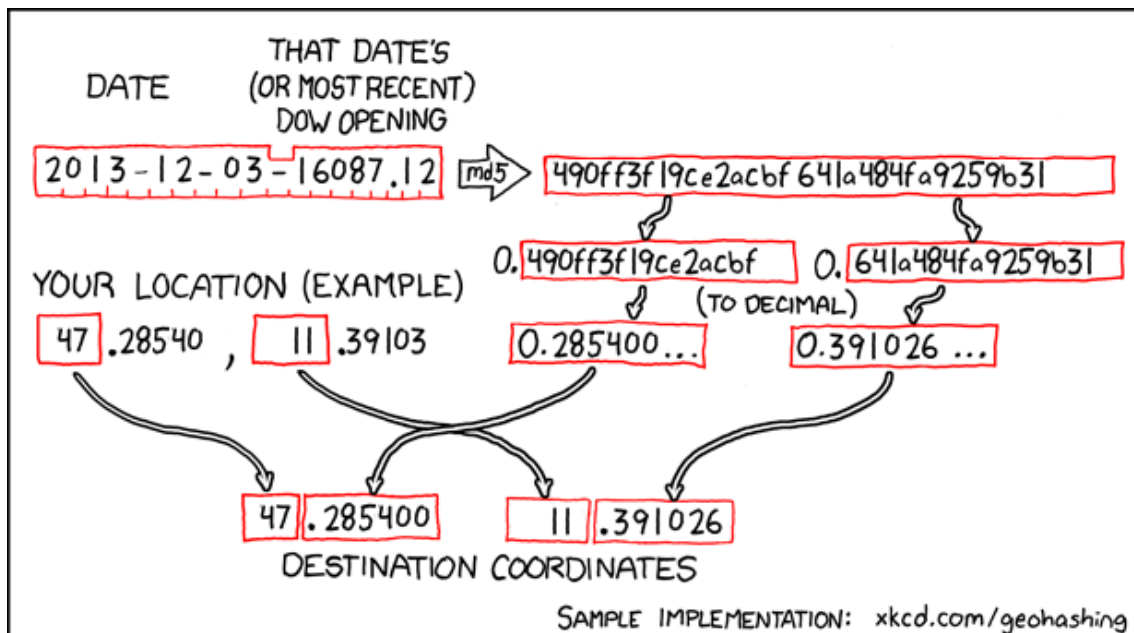 DATE
THAT DATE'S
(OR MOST RECENT)
DOW OPENING
2013-12-03-16087.12
md5
490ff3f19ce2acbf641a484fa9259b31
0.490ff3f19ce2acbf
0.641a484fa9259b31
YOUR LOCATION (EXAMPLE)
(TO DECIMAL)
47.28540, 11.39103
0.285400...
0.391026...
47.285400
11.391026
DESTINATION COORDINATES
SAMPLE IMPLEMENTATION: xkcd.com/geohashing